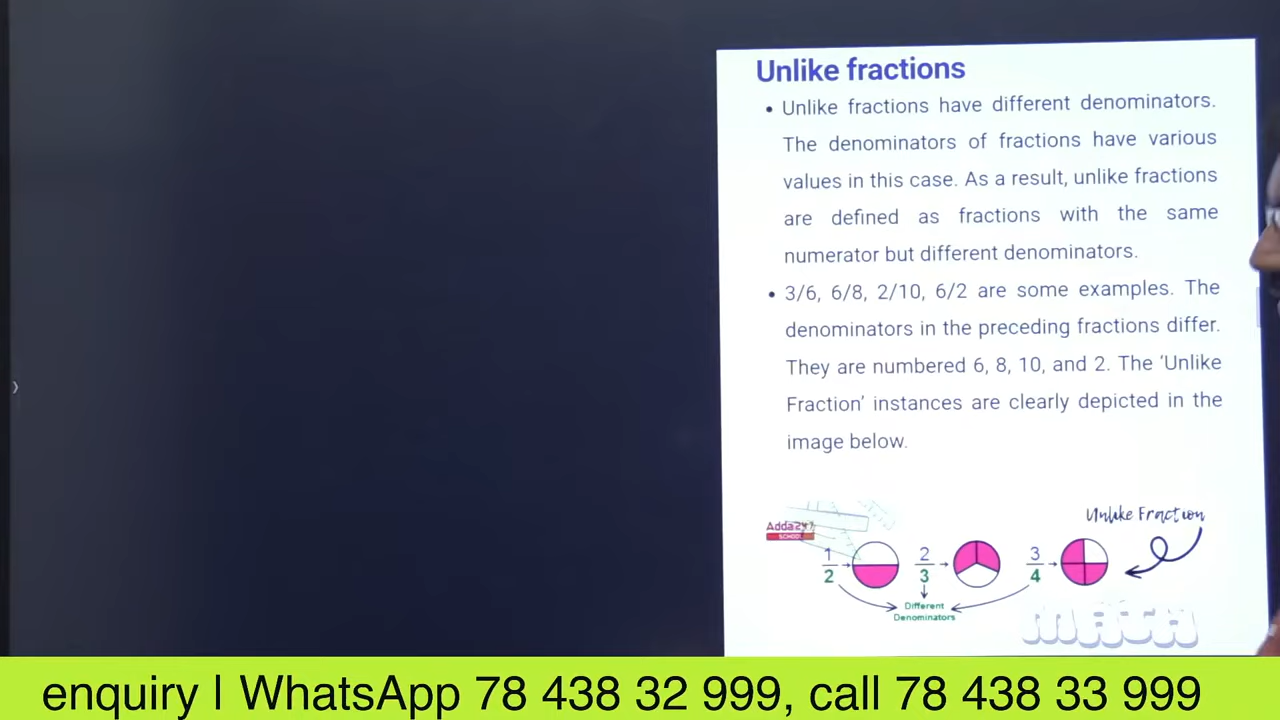 Unlike fractions
• Unlike fractions have different denominators.
The denominators of fractions have various
values in this case. As a result, unlike fractions
are defined as fractions with the same
numerator but different denominators.
• 3/6, 6/8, 2/10, 6/2 are some examples. The
denominators in the preceding fractions differ.
They are numbered 6, 8, 10, and 2. The 'Unlike
Fraction' instances are clearly depicted in the
image below.
Unlike Fraction
Adda247
SCHOOL
1/2 2/3 3/4
Different
Denominators
MATH
enquiry | WhatsApp 78 438 32 999, call 78 438 33 999